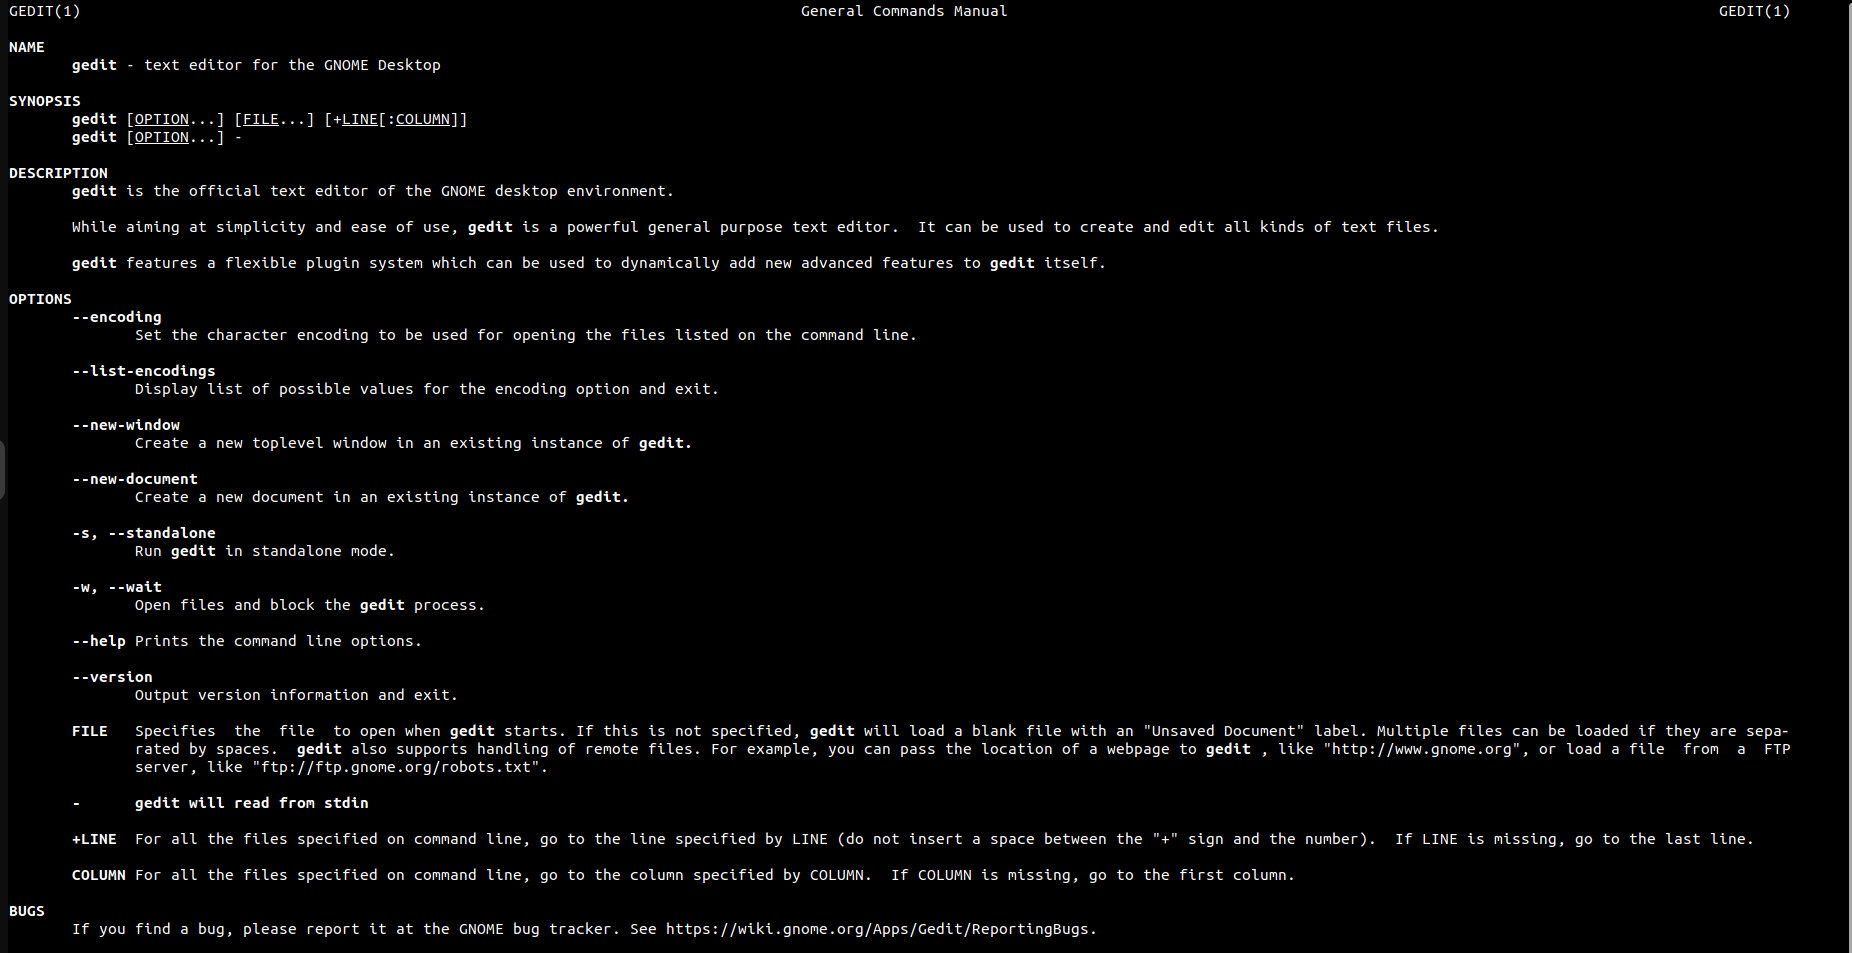 GEDIT(1) General Commands Manual GEDIT(1)
NAME
gedit - text editor for the GNOME Desktop
SYNOPSIS
gedit [OPTION...] [FILE...] [+LINE[:COLUMN]]
gedit [OPTION...] -
DESCRIPTION
gedit is the official text editor of the GNOME desktop environment.
While aiming at simplicity and ease of use, gedit is a powerful general purpose text editor.  It can be used to create and edit all kinds of text files.
gedit features a flexible plugin system which can be used to dynamically add new advanced features to gedit itself.
OPTIONS
--encoding
Set the character encoding to be used for opening the files listed on the command line.
--list-encodings
Display list of possible values for the encoding option and exit.
--new-window
Create a new toplevel window in an existing instance of gedit.
--new-document
Create a new document in an existing instance of gedit.
-s, --standalone
Run gedit in standalone mode.
-w, --wait
Open files and block the gedit process.
--help Prints the command line options.
--version
Output version information and exit.
FILE   Specifies  the  file  to open when gedit starts. If this is not specified, gedit will load a blank file with an "Unsaved Document" label. Multiple files can be loaded if they are sepa-
rated by spaces.  gedit also supports handling of remote files. For example, you can pass the location of a webpage to gedit , like "http://www.gnome.org", or load a file  from  a  FTP
server, like "ftp://ftp.gnome.org/robots.txt".
-      gedit will read from stdin
+LINE  For all the files specified on command line, go to the line specified by LINE (do not insert a space between the "+" sign and the number).  If LINE is missing, go to the last line.
COLUMN For all the files specified on command line, go to the column specified by COLUMN.  If COLUMN is missing, go to the first column.
BUGS
If you find a bug, please report it at the GNOME bug tracker. See https://wiki.gnome.org/Apps/Gedit/ReportingBugs.